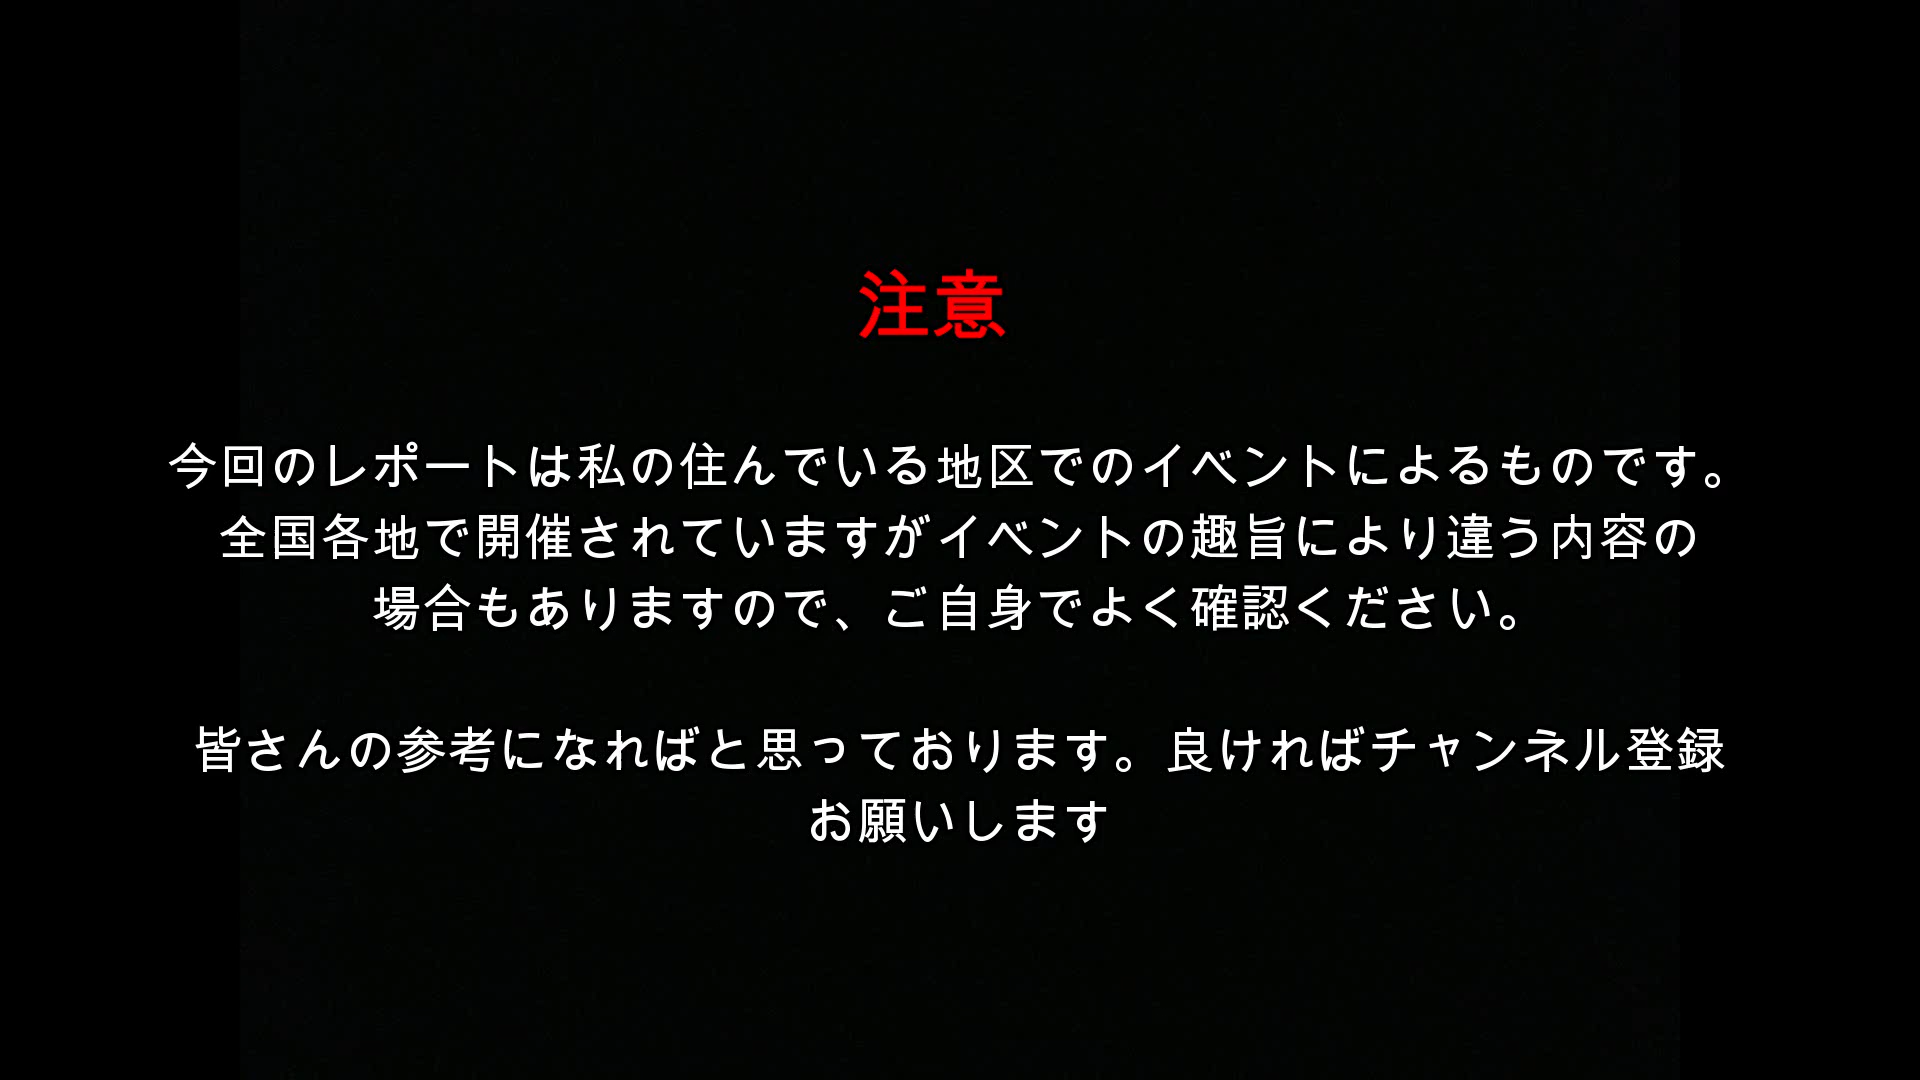 注意
今回のレポートは私の住んでいる地区でのイベントによるものです。
全国各地で開催されていますがイベントの趣旨により違う内容の
場合もありますので、ご自身でよく確認ください。
皆さんの参考になればと思っております。良ければチャンネル登録
お願いします